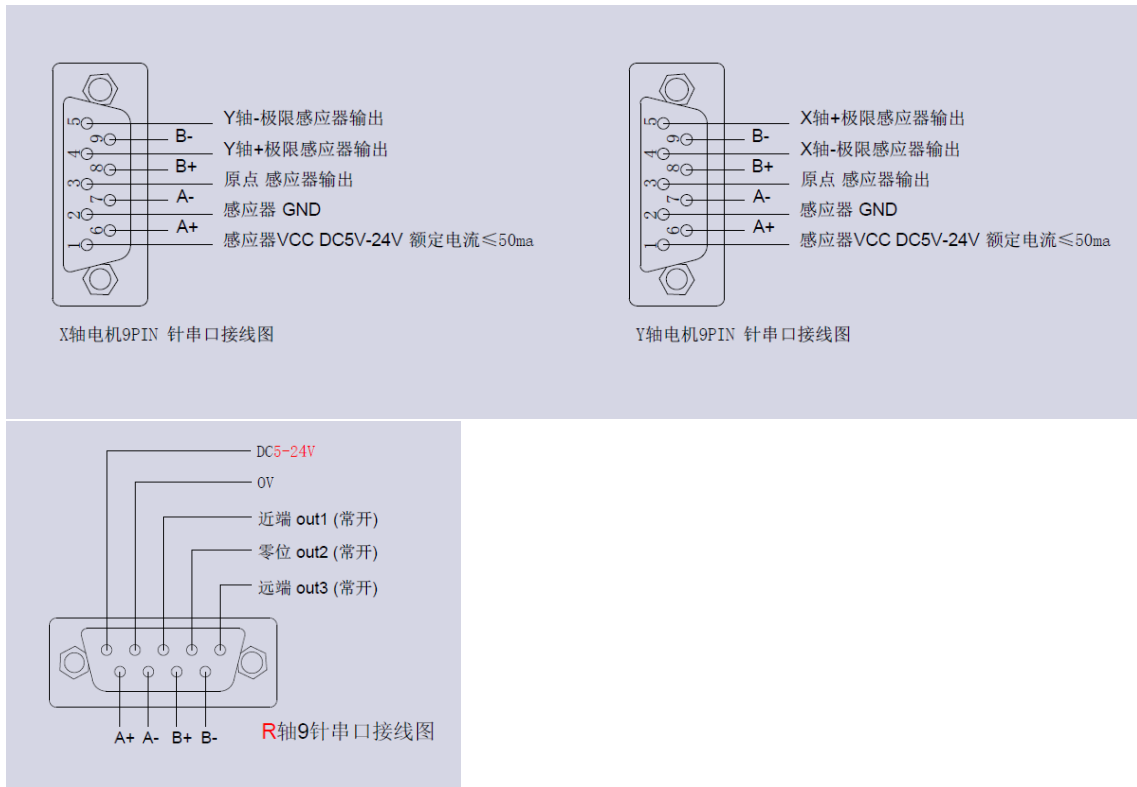 5
9
4
8
3
7
2
6
1
Y轴-极限感应器输出
B-
Y轴+极限感应器输出
B+
原点 感应器输出
A-
感应器 GND
A+
感应器VCC DC5V-24V 额定电流≤50ma
X轴电机9PIN 针串口接线图
5
9
4
8
3
7
2
6
1
X轴+极限感应器输出
B-
X轴-极限感应器输出
B+
原点 感应器输出
A-
感应器 GND
A+
感应器VCC DC5V-24V 额定电流≤50ma
Y轴电机9PIN 针串口接线图
DC5-24V
0V
近端 out1 (常开)
零位 out2 (常开)
远端 out3 (常开)
A+ A- B+ B-
R轴9针串口接线图